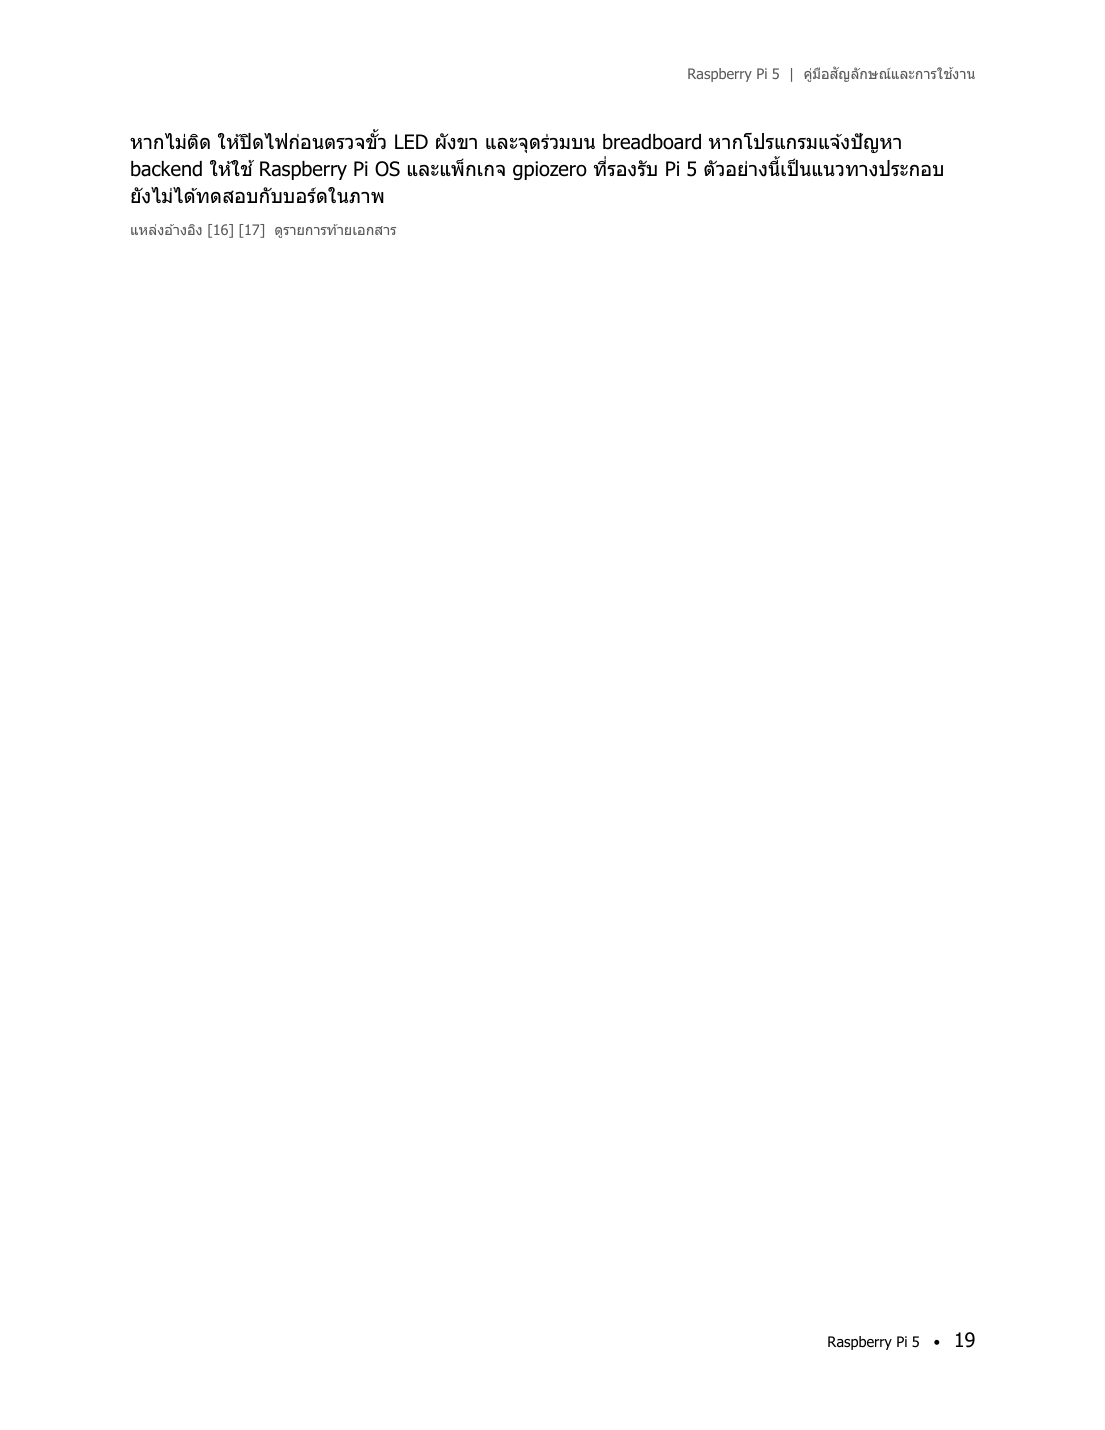 Raspberry Pi 5 | คู่มือสัญลักษณ์และการใช้งาน
หากไม่ติด ให้ปิดไฟก่อนตรวจขั้ว LED ผังขา และจุดร่วมบน breadboard หากโปรแกรมแจ้งปัญหา
backend ให้ใช้ Raspberry Pi OS และแพ็กเกจ gpiozero ที่รองรับ Pi 5 ตัวอย่างนี้เป็นแนวทางประกอบ
ยังไม่ได้ทดสอบกับบอร์ดในภาพ
แหล่งอ้างอิง [16] [17] ดูรายการท้ายเอกสาร
Raspberry Pi 5 • 19